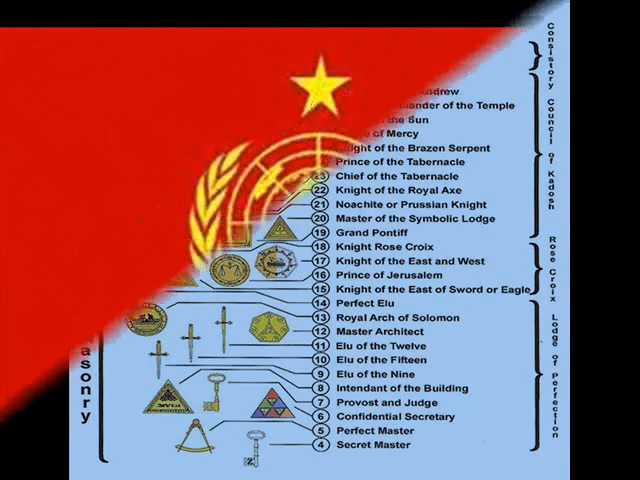 drew
ander of the Temple
the Sun
of Mercy
ight of the Brazen Serpent
Prince of the Tabernacle
23 Chief of the Tabernacle
22 Knight of the Royal Axe
21 Noachite or Prussian Knight
20 Master of the Symbolic Lodge
19 Grand Pontiff
18 Knight Rose Croix
17 Knight of the East and West
16 Prince of Jerusalem
15 Knight of the East of Sword or Eagle
14 Perfect Elu
13 Royal Arch of Solomon
12 Master Architect
11 Elu of the Twelve
10 Elu of the Fifteen
9 Elu of the Nine
8 Intendant of the Building
7 Provost and Judge
6 Confidential Secretary
5 Perfect Master
4 Secret Master
Consistory
Council of Kadosh
Rose Croix
Lodge of Perfection
asonry